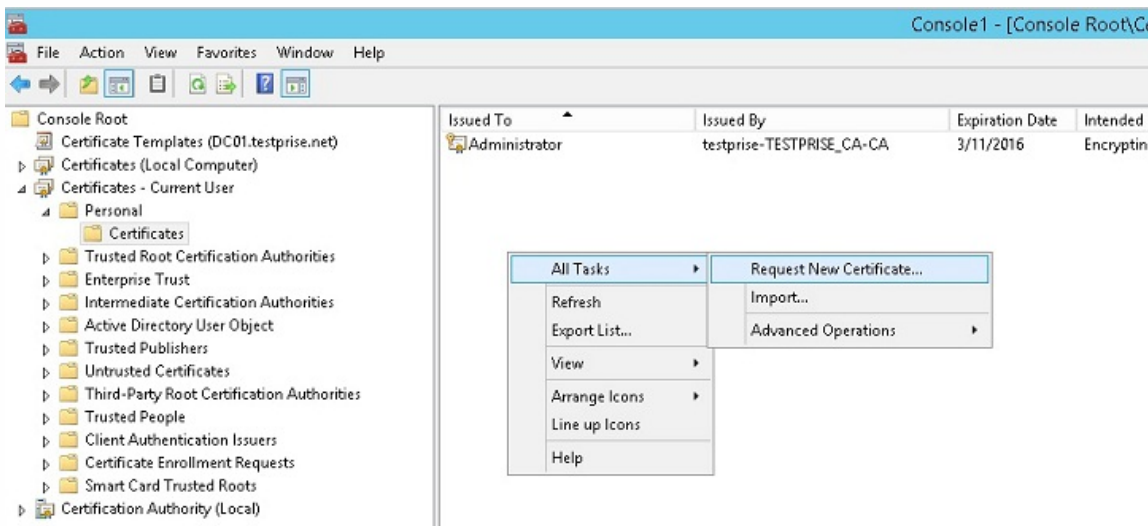 Console1 - [Console Root\C
File Action View Favorites Window Help
Console Root
Certificate Templates (DC01.testprise.net)
Certificates (Local Computer)
Certificates - Current User
Personal
Certificates
Trusted Root Certification Authorities
Enterprise Trust
Intermediate Certification Authorities
Active Directory User Object
Trusted Publishers
Untrusted Certificates
Third-Party Root Certification Authorities
Trusted People
Client Authentication Issuers
Certificate Enrollment Requests
Smart Card Trusted Roots
Certification Authority (Local)
Issued To Issued By Expiration Date Intended
Administrator testprise-TESTPRISE_CA-CA 3/11/2016 Encryptin
All Tasks
Refresh
Export List...
View
Arrange Icons
Line up Icons
Help
Request New Certificate...
Import...
Advanced Operations